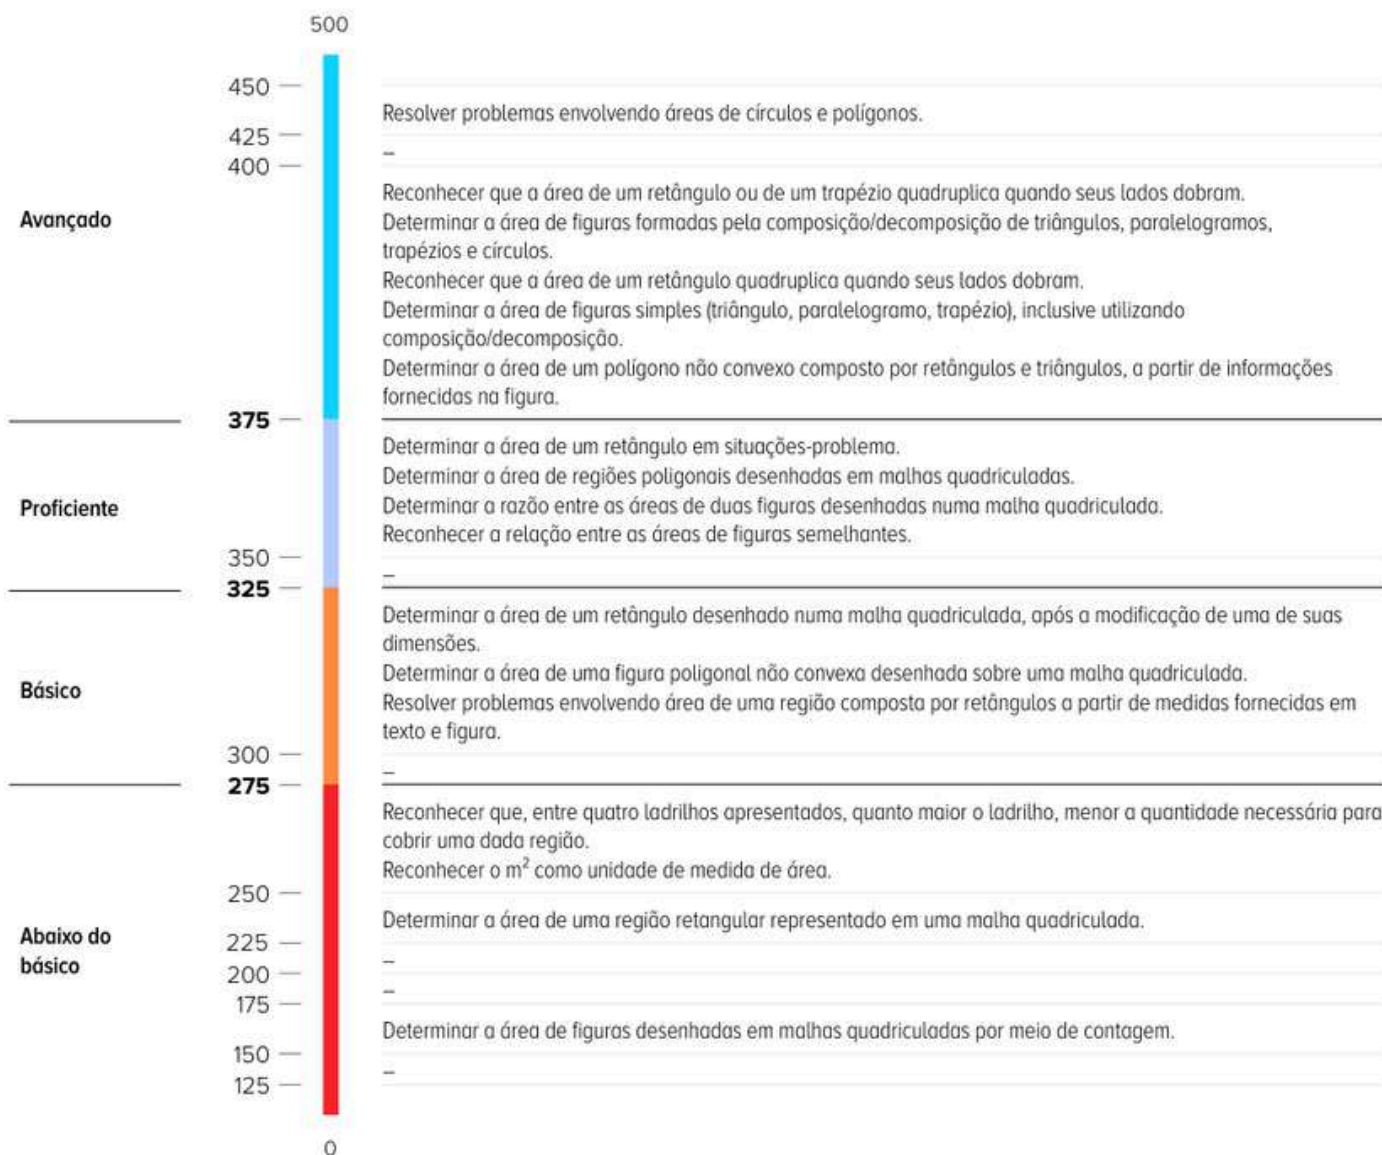 500
450
Resolver problemas envolvendo áreas de círculos e polígonos.
425
–
400
Reconhecer que a área de um retângulo ou de um trapézio quadruplica quando seus lados dobram.
Avançado
Determinar a área de figuras formadas pela composição/decomposição de triângulos, paralelogramos,
trapézios e círculos.
Reconhecer que a área de um retângulo quadruplica quando seus lados dobram.
Determinar a área de figuras simples (triângulo, paralelogramo, trapézio), inclusive utilizando
composição/decomposição.
Determinar a área de um polígono não convexo composto por retângulos e triângulos, a partir de informações
fornecidas na figura.
375
Determinar a área de um retângulo em situações-problema.
Determinar a área de regiões poligonais desenhadas em malhas quadriculadas.
Proficiente
Determinar a razão entre as áreas de duas figuras desenhadas numa malha quadriculada.
Reconhecer a relação entre as áreas de figuras semelhantes.
350
–
325
Determinar a área de um retângulo desenhado numa malha quadriculada, após a modificação de uma de suas
dimensões.
Determinar a área de uma figura poligonal não convexa desenhada sobre uma malha quadriculada.
Básico
Resolver problemas envolvendo área de uma região composta por retângulos a partir de medidas fornecidas em
texto e figura.
300
–
275
Reconhecer que, entre quatro ladrilhos apresentados, quanto maior o ladrilho, menor a quantidade necessária para
cobrir uma dada região.
Reconhecer o m² como unidade de medida de área.
250
Determinar a área de uma região retangular representado em uma malha quadriculada.
Abaixo do
básico
225
–
200
–
175
Determinar a área de figuras desenhadas em malhas quadriculadas por meio de contagem.
150
–
125
0